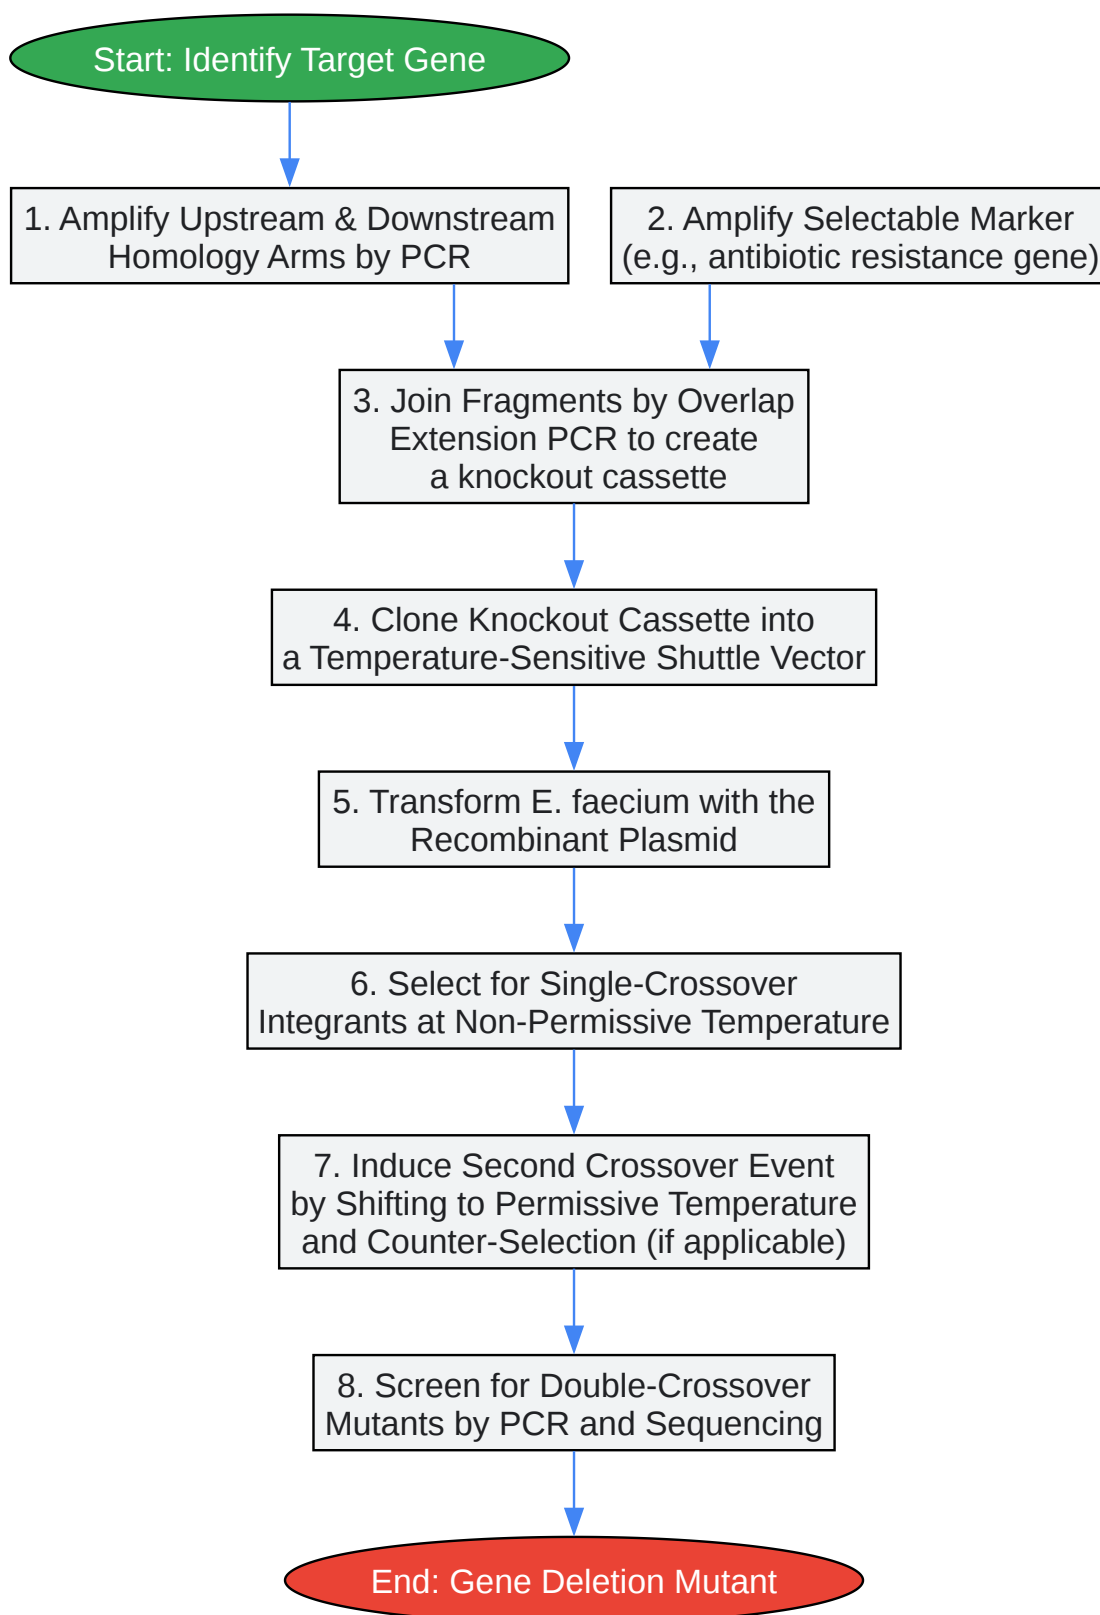 Start: Identify Target Gene
1. Amplify Upstream & Downstream
Homology Arms by PCR
2. Amplify Selectable Marker
(e.g., antibiotic resistance gene)
3. Join Fragments by Overlap
Extension PCR to create
a knockout cassette
4. Clone Knockout Cassette into
a Temperature-Sensitive Shuttle Vector
5. Transform E. faecium with the
Recombinant Plasmid
6. Select for Single-Crossover
Integrants at Non-Permissive Temperature
7. Induce Second Crossover Event
by Shifting to Permissive Temperature
and Counter-Selection (if applicable)
8. Screen for Double-Crossover
Mutants by PCR and Sequencing
End: Gene Deletion Mutant